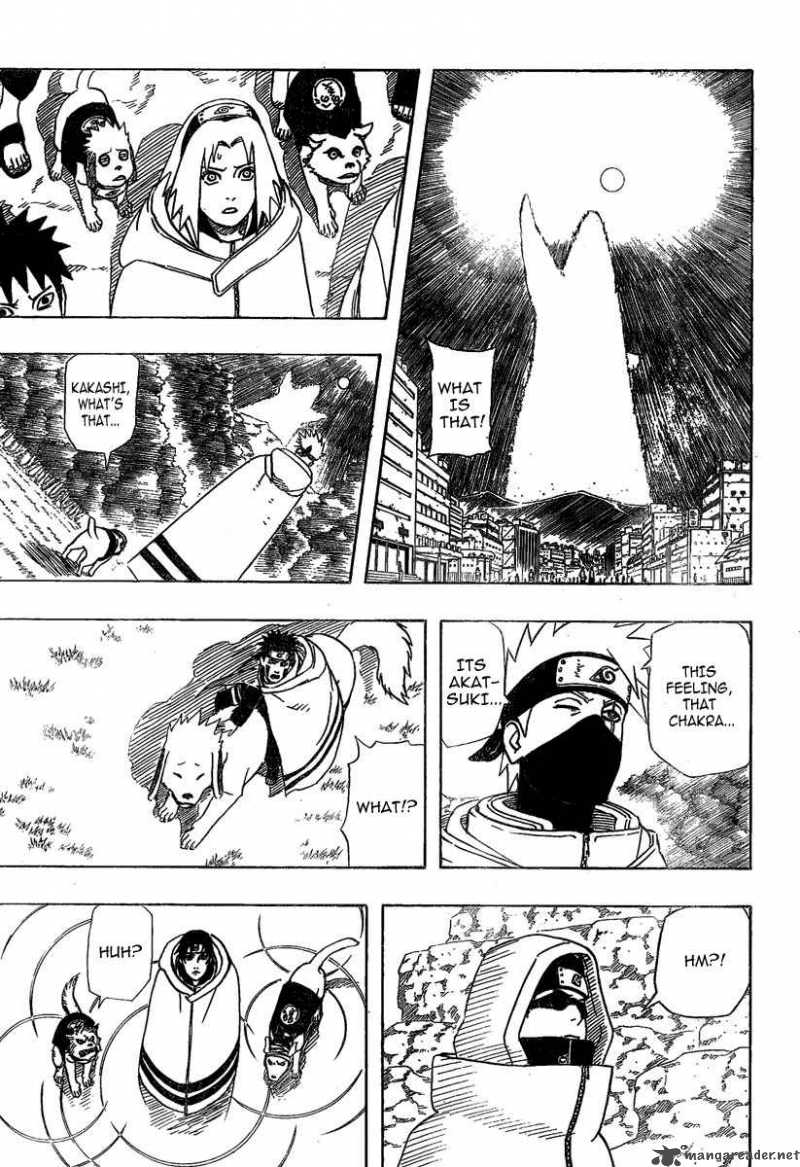 WHAT
IS
THAT!
KAKASHI,
WHAT'S
THAT...
THIS
FEELING,
THAT
CHAKRA...
ITS
AKAT-
SUKI...
WHAT!?
HM?!
HUH?
mangareader.net